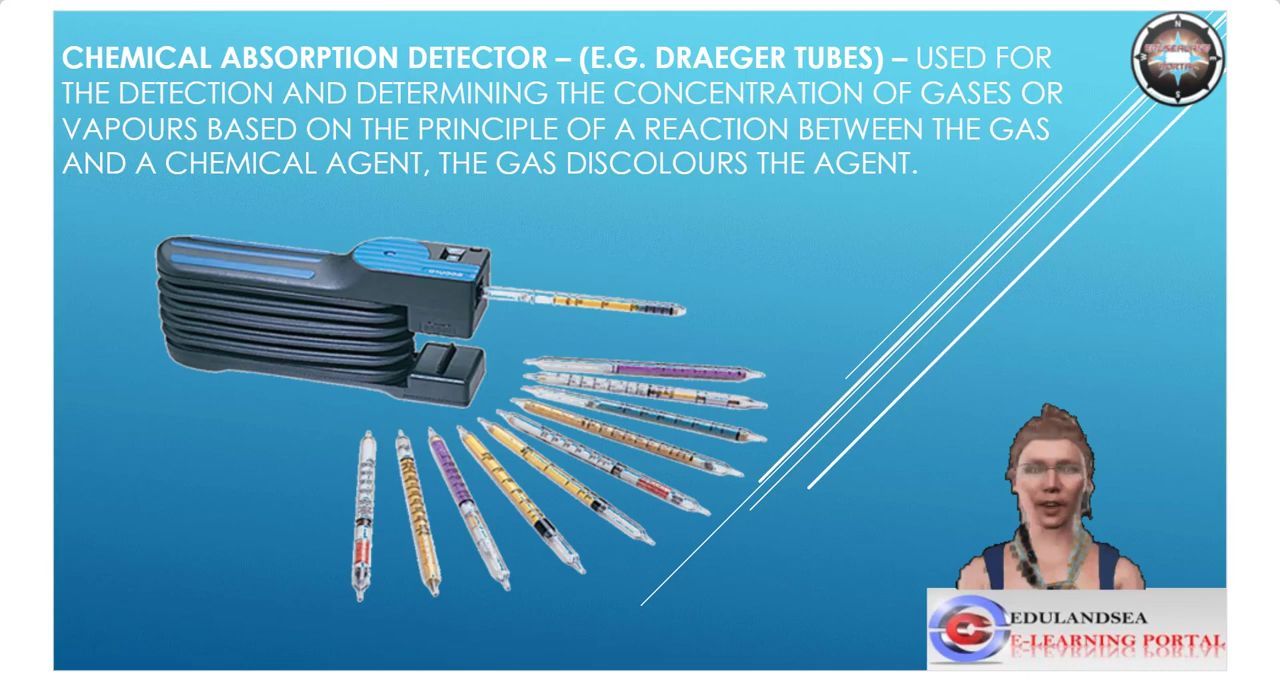 CHEMICAL ABSORPTION DETECTOR – (E.G. DRAEGER TUBES) – USED FOR
THE DETECTION AND DETERMINING THE CONCENTRATION OF GASES OR
VAPOURS BASED ON THE PRINCIPLE OF A REACTION BETWEEN THE GAS
AND A CHEMICAL AGENT, THE GAS DISCOLOURS THE AGENT.
N
S
EDULANDSEA
E-LEARNING PORTAL